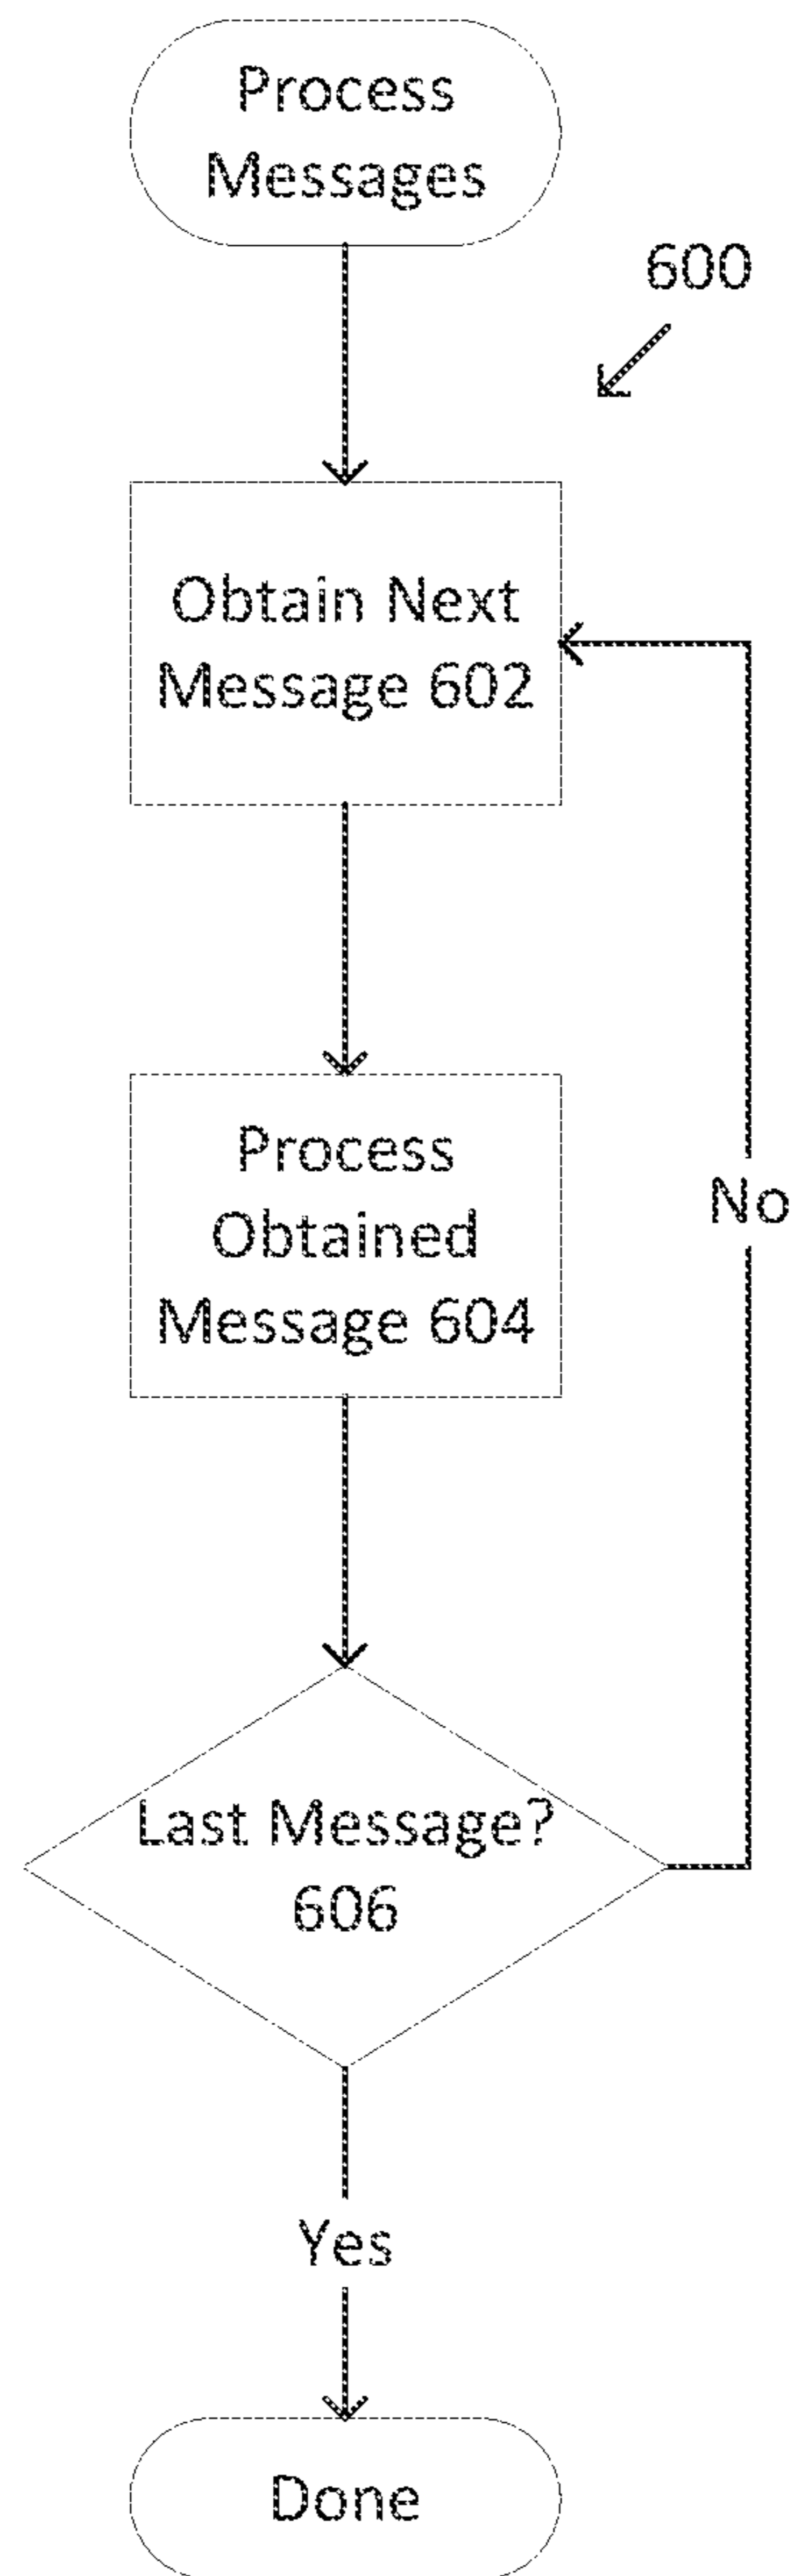 Process
Messages
600
Obtain Next
Message 602
Process
Obtained
Message 604
No
Last Message?
606
Yes
Done